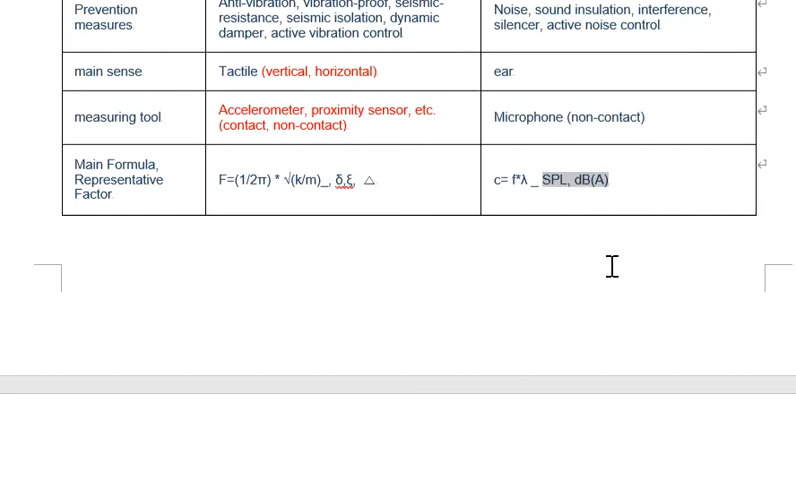 Prevention
measures
Anti-vibration, vibration-proof, seismic-
resistance, seismic isolation, dynamic
damper, active vibration control
Noise, sound insulation, interference,
silencer, active noise control
main sense
Tactile (vertical, horizontal)
ear
measuring tool
Accelerometer, proximity sensor, etc.
(contact, non-contact)
Microphone (non-contact)
Main Formula,
Representative
Factor
F=(1/2π) * √(k/m)_, δ,ξ, △
c= f*λ _ SPL, dB(A)